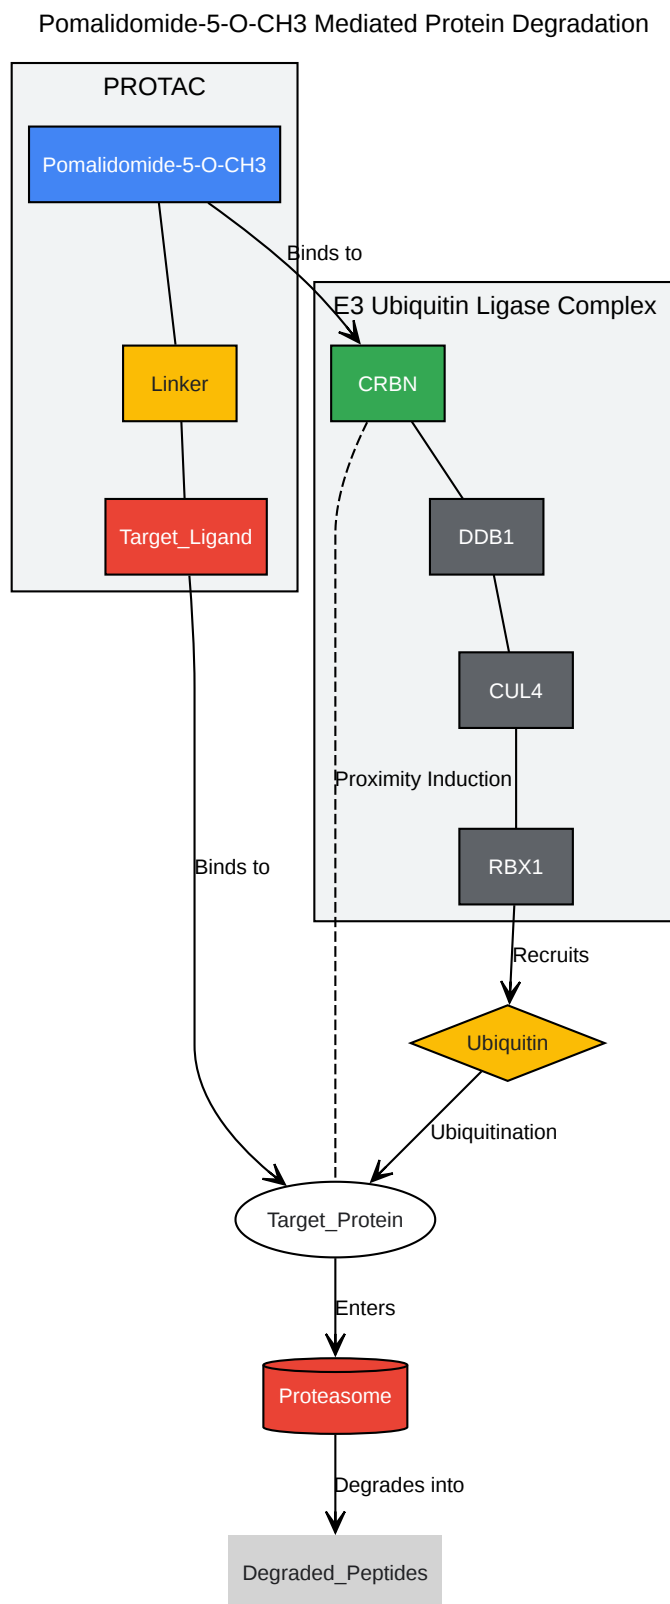 Pomalidomide-5-O-CH3 Mediated Protein Degradation
PROTAC
Pomalidomide-5-O-CH3
Binds to
E3 Ubiquitin Ligase Complex
Linker
CRBN
Target_Ligand
DDB1
CUL4
Proximity Induction
Binds to
RBX1
Recruits
Ubiquitin
Ubiquitination
Target_Protein
Enters
Proteasome
Degrades into
Degraded_Peptides